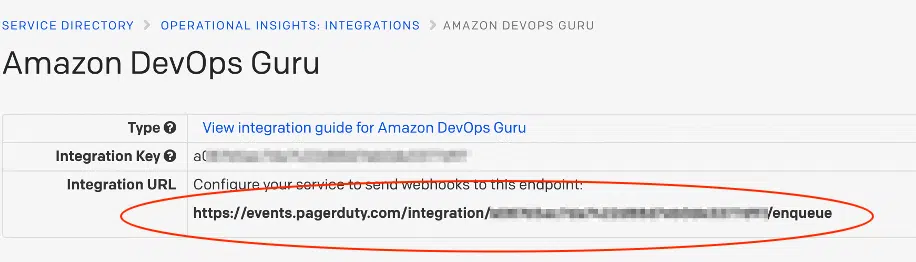 SERVICE DIRECTORY > OPERATIONAL INSIGHTS: INTEGRATIONS > AMAZON DEVOPS GURU
Amazon DevOps Guru
Type ? View integration guide for Amazon DevOps Guru
Integration Key ? a0
Integration URL Configure your service to send webhooks to this endpoint:
https://events.pagerduty.com/integration/ /enqueue